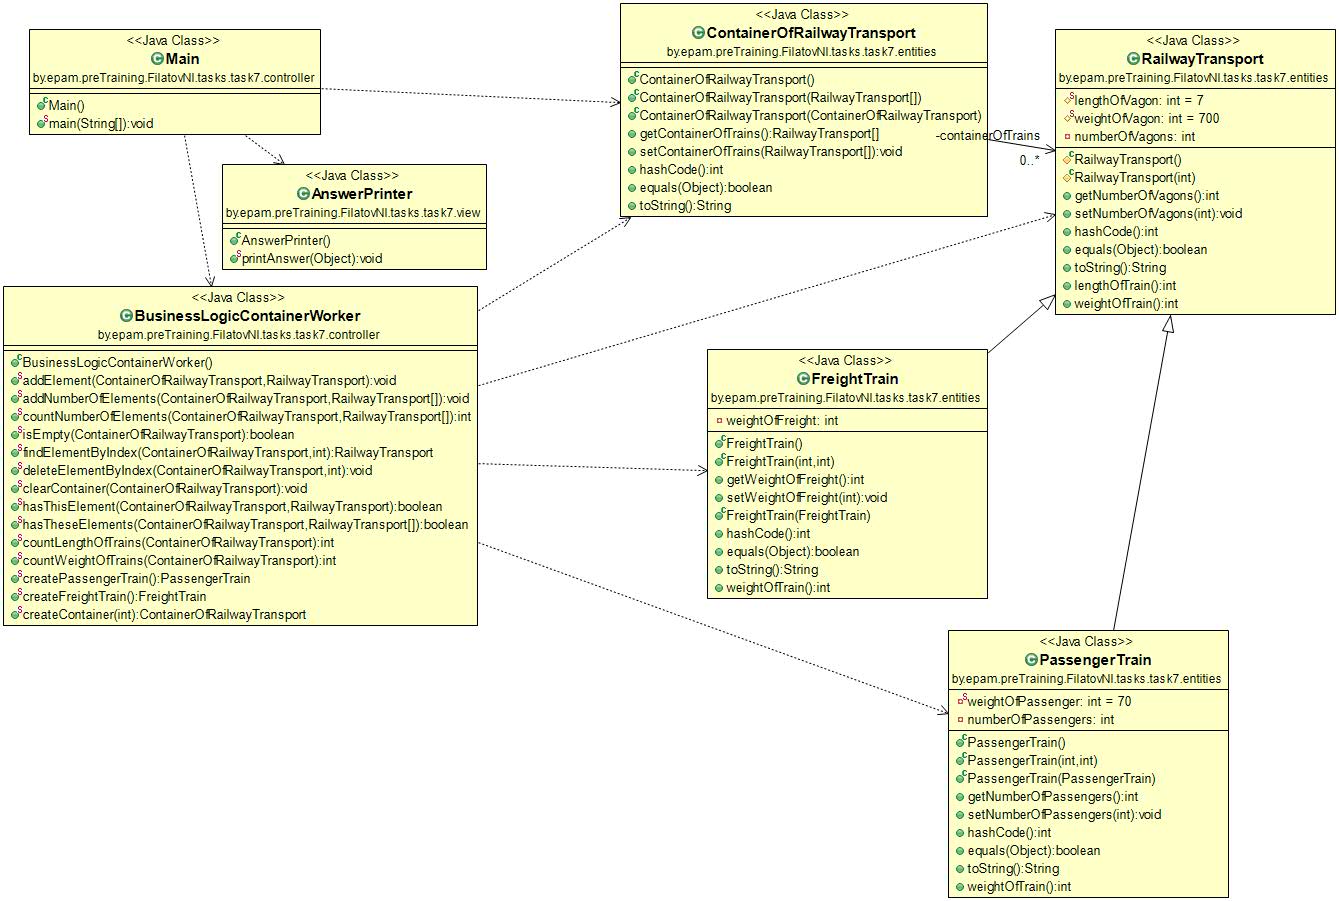 <<Java Class>>
Main
by.epam.preTraining.FilatovNI.tasks.task7.controller
Main()
main(String[]):void
<<Java Class>>
AnswerPrinter
by.epam.preTraining.FilatovNI.tasks.task7.view
AnswerPrinter()
printAnswer(Object):void
<<Java Class>>
BusinessLogicContainerWorker
by.epam.preTraining.FilatovNI.tasks.task7.controller
BusinessLogicContainerWorker()
addElement(ContainerOfRailwayTransport,RailwayTransport):void
addNumberOfElements(ContainerOfRailwayTransport,RailwayTransport[]):void
countNumberOfElements(ContainerOfRailwayTransport,RailwayTransport[]):int
isEmpty(ContainerOfRailwayTransport):boolean
findElementByIndex(ContainerOfRailwayTransport,int):RailwayTransport
deleteElementByIndex(ContainerOfRailwayTransport,int):void
clearContainer(ContainerOfRailwayTransport):void
hasThisElement(ContainerOfRailwayTransport,RailwayTransport):boolean
hasTheseElements(ContainerOfRailwayTransport,RailwayTransport[]):boolean
countLengthOfTrains(ContainerOfRailwayTransport):int
countWeightOfTrains(ContainerOfRailwayTransport):int
createPassengerTrain():PassengerTrain
createFreightTrain():FreightTrain
createContainer(int):ContainerOfRailwayTransport
<<Java Class>>
ContainerOfRailwayTransport
by.epam.preTraining.FilatovNI.tasks.task7.entities
ContainerOfRailwayTransport()
ContainerOfRailwayTransport(RailwayTransport[])
ContainerOfRailwayTransport(ContainerOfRailwayTransport)
getContainerOfTrains():RailwayTransport[]
setContainerOfTrains(RailwayTransport[]):void
hashCode():int
equals(Object):boolean
toString():String
-containerOfTrains
0..*
<<Java Class>>
RailwayTransport
by.epam.preTraining.FilatovNI.tasks.task7.entities
lengthOfVagon: int = 7
weightOfVagon: int = 700
numberOfVagons: int
RailwayTransport()
RailwayTransport(int)
getNumberOfVagons():int
setNumberOfVagons(int):void
hashCode():int
equals(Object):boolean
toString():String
lengthOfTrain():int
weightOfTrain():int
<<Java Class>>
FreightTrain
by.epam.preTraining.FilatovNI.tasks.task7.entities
weightOfFreight: int
FreightTrain()
FreightTrain(int,int)
getWeightOfFreight():int
setWeightOfFreight(int):void
FreightTrain(FreightTrain)
hashCode():int
equals(Object):boolean
toString():String
weightOfTrain():int
<<Java Class>>
PassengerTrain
by.epam.preTraining.FilatovNI.tasks.task7.entities
weightOfPassenger: int = 70
numberOfPassengers: int
PassengerTrain()
PassengerTrain(int,int)
PassengerTrain(PassengerTrain)
getNumberOfPassengers():int
setNumberOfPassengers(int):void
hashCode():int
equals(Object):boolean
toString():String
weightOfTrain():int